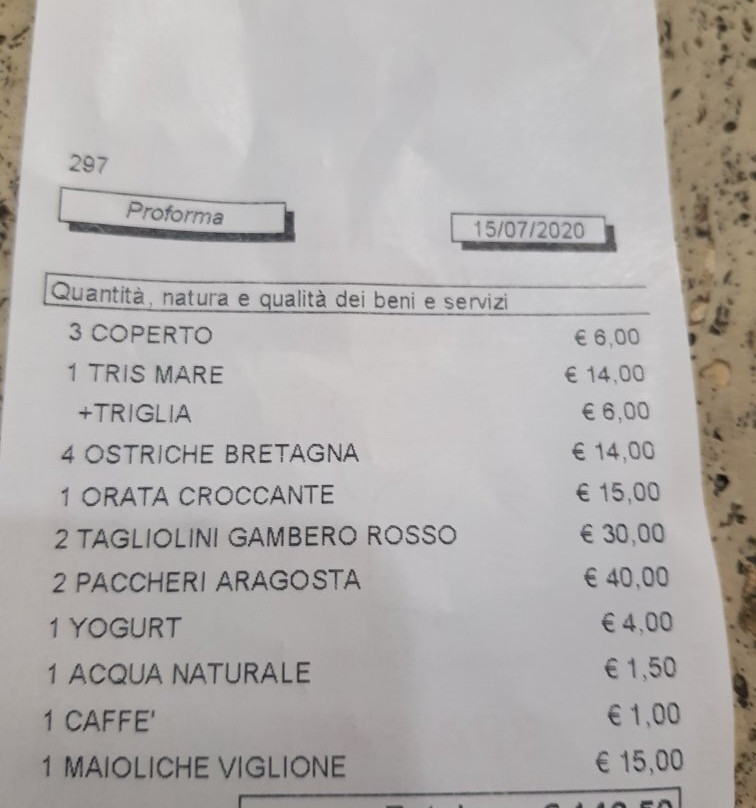 297
Proforma 15/07/2020
Quantità, natura e qualità dei beni e servizi
3 COPERTO € 6,00
1 TRIS MARE € 14,00
+TRIGLIA € 6,00
4 OSTRICHE BRETAGNA € 14,00
1 ORATA CROCCANTE € 15,00
2 TAGLIOLINI GAMBERO ROSSO € 30,00
2 PACCHERI ARAGOSTA € 40,00
1 YOGURT € 4,00
1 ACQUA NATURALE € 1,50
1 CAFFE' € 1,00
1 MAIOLICHE VIGLIONE € 15,00